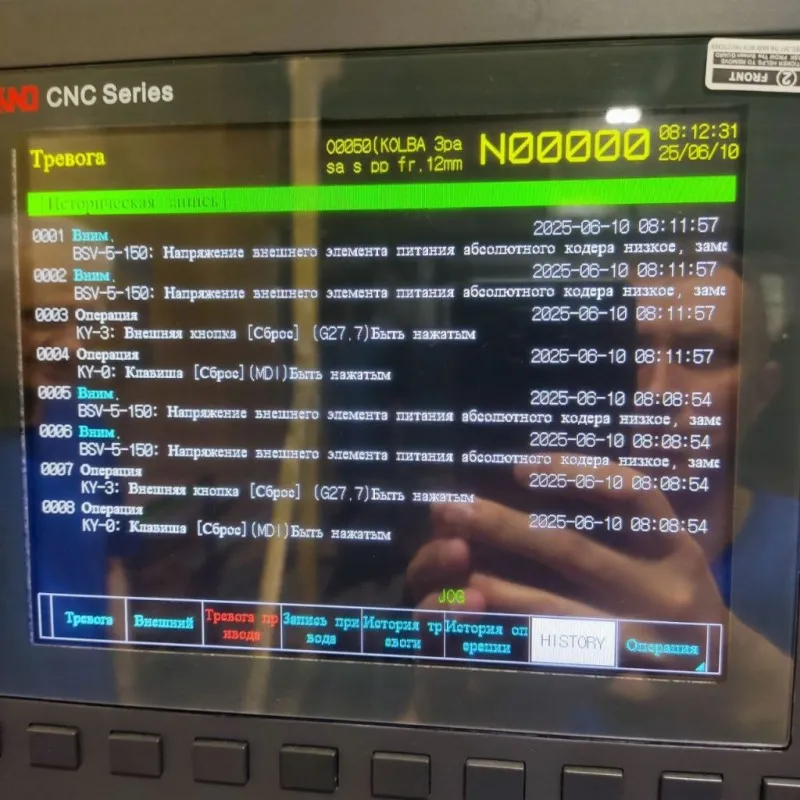 CNC Series
FRONT 2
Тревога
O0050(KOLBA 3pa
sa s pp fr.12mm
N00000
08:12:31
25/06/10
Историческая запись
0001 Вним. 2025-06-10 08:11:57
BSV-5-150: Напряжение внешнего элемента питания абсолютного кодера низкое, заме
0002 Вним. 2025-06-10 08:11:57
BSV-5-150: Напряжение внешнего элемента питания абсолютного кодера низкое, заме
0003 Операция 2025-06-10 08:11:57
KY-3: Внешняя кнопка [Сброс] (G27.7)Быть нажатым
0004 Операция 2025-06-10 08:11:57
KY-0: Клавиша [Сброс](MDI)Быть нажатым
0005 Вним. 2025-06-10 08:08:54
BSV-5-150: Напряжение внешнего элемента питания абсолютного кодера низкое, заме
0006 Вним. 2025-06-10 08:08:54
BSV-5-150: Напряжение внешнего элемента питания абсолютного кодера низкое, заме
0007 Операция 2025-06-10 08:08:54
KY-3: Внешняя кнопка [Сброс] (G27.7)Быть нажатым
0008 Операция 2025-06-10 08:08:54
KY-0: Клавиша [Сброс](MDI)Быть нажатым
JOG
Тревога
Внешний
Тревога пр
ивода
Запись при
вода
История тр
евоги
История оп
ерации
HISTORY
Операция